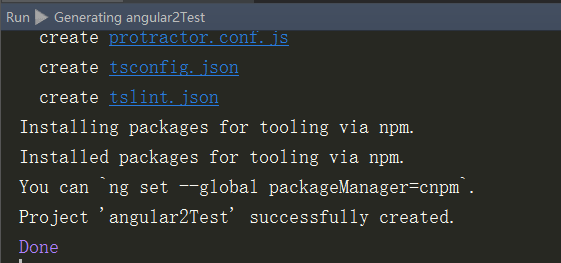 Run Generating angular2Test
create protractor.conf.js
create tsconfig.json
create tslint.json
Installing packages for tooling via npm.
Installed packages for tooling via npm.
You can `ng set --global packageManager=cnpm`.
Project 'angular2Test' successfully created.
Done